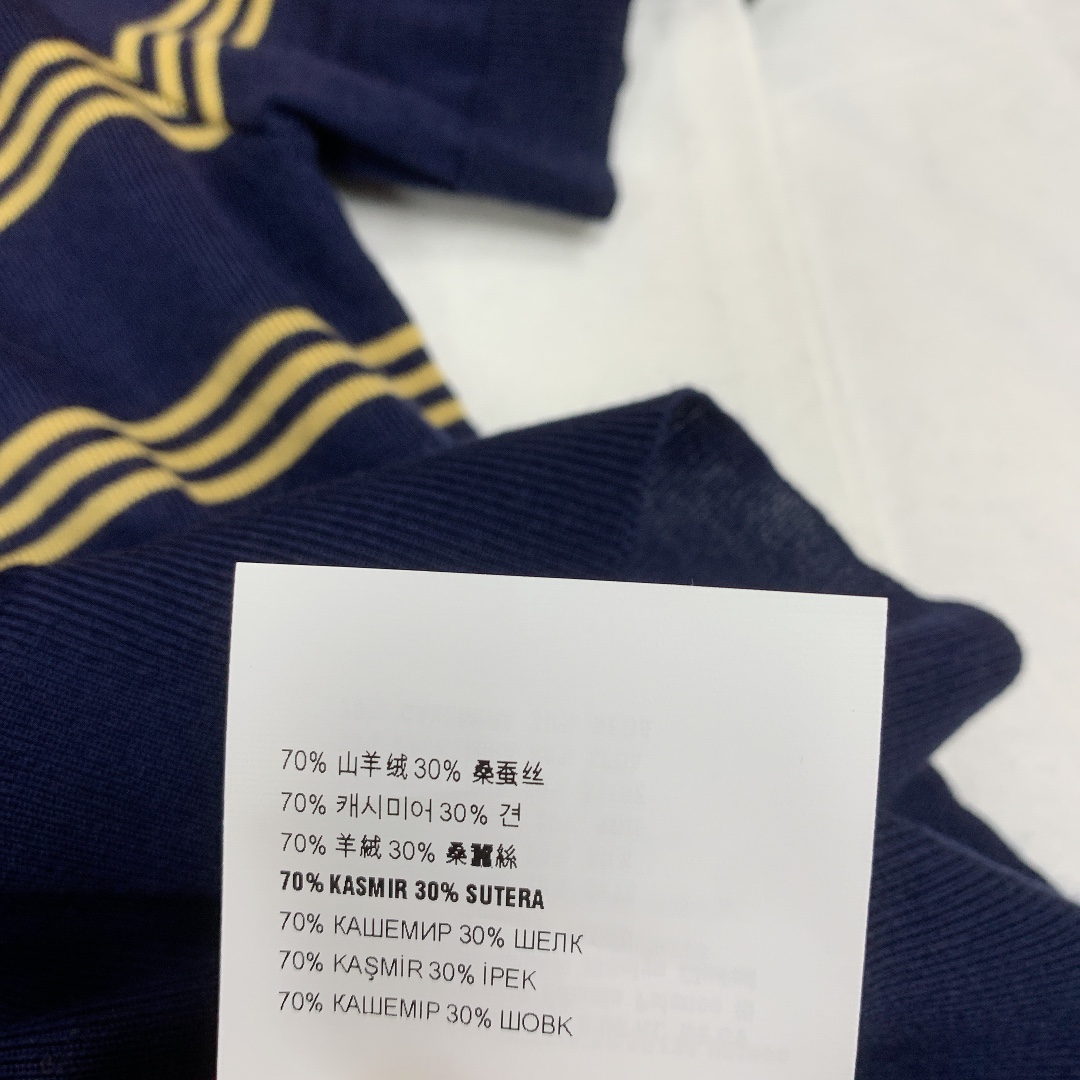 70% 山羊绒 30% 桑蚕丝
70% 캐시미어 30% 견
70% 羊絨 30% 桑絲
70% KASMIR 30% SUTERA
70% КАШЕМИР 30% ШЕЛК
70% KAŞMİR 30% İPEK
70% КАШЕМІР 30% ШОВК